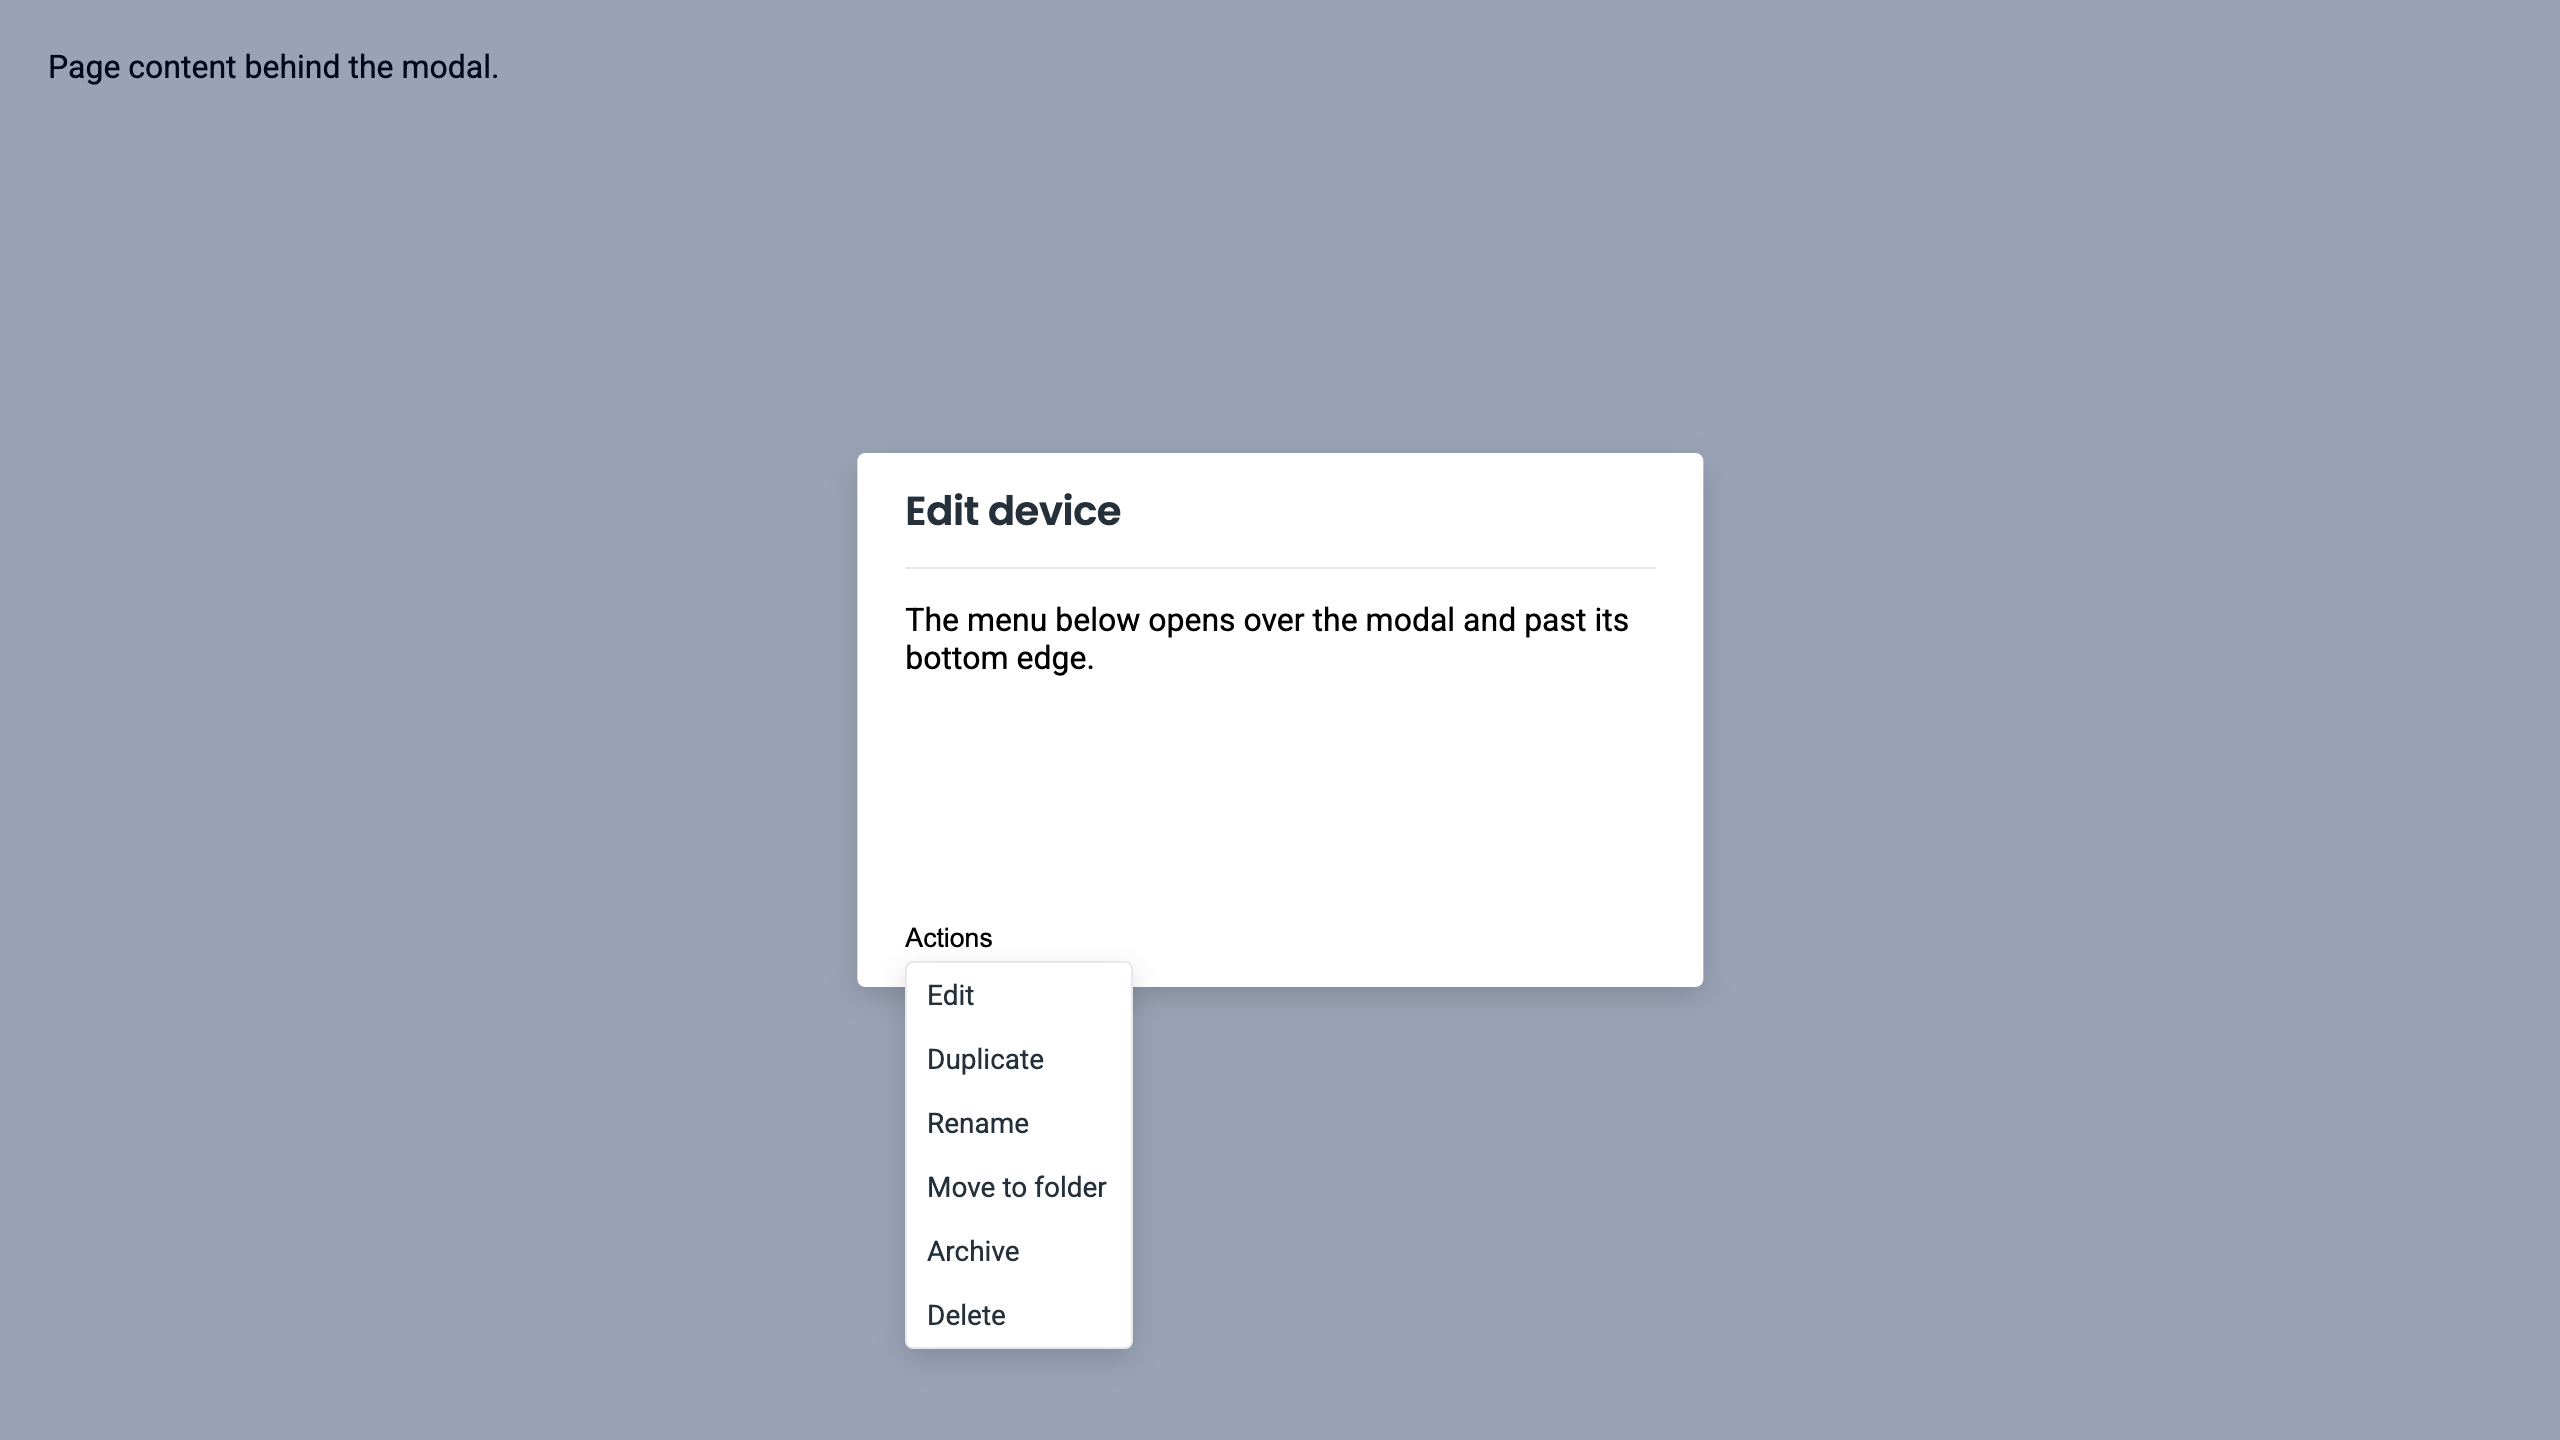 Page content behind the modal.
Edit device
The menu below opens over the modal and past its
bottom edge.
Actions
Edit
Duplicate
Rename
Move to folder
Archive
Delete